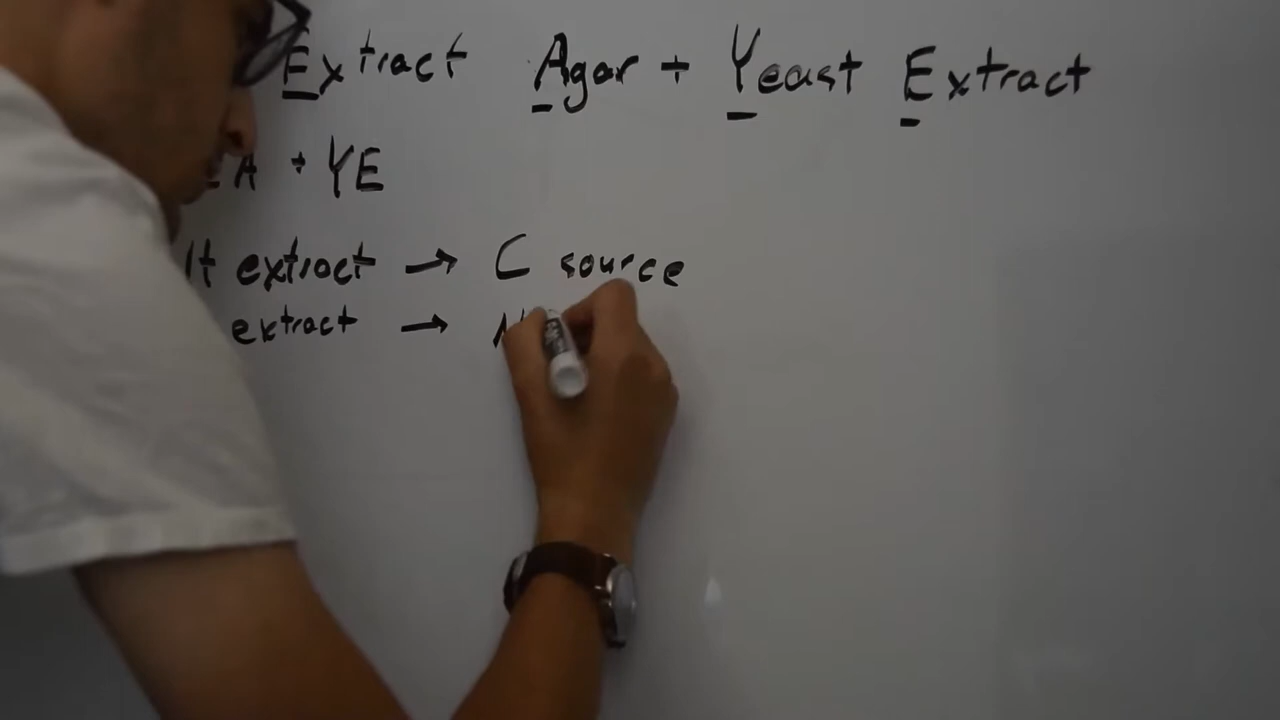 Extract Agar + Yeast Extract
A + YE
lt extract → C source
extract → N